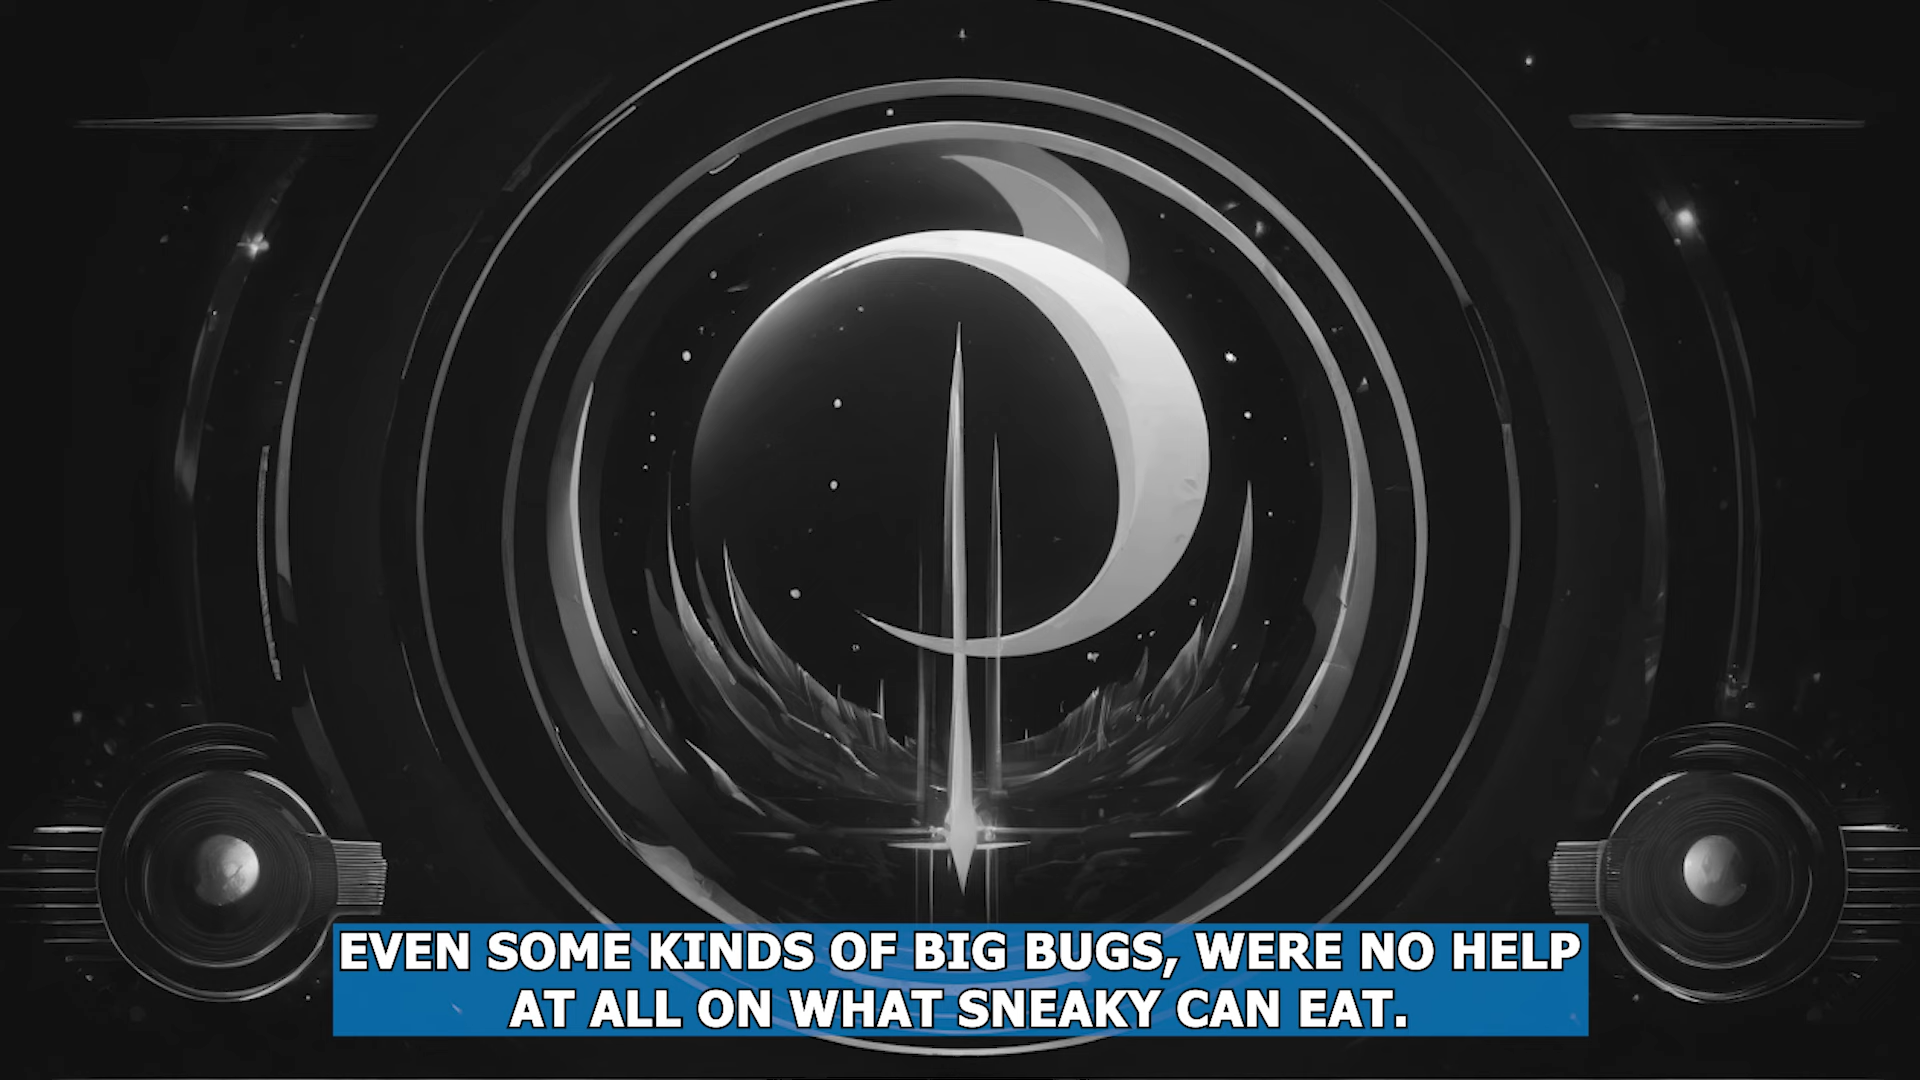 EVEN SOME KINDS OF BIG BUGS, WERE NO HELP
AT ALL ON WHAT SNEAKY CAN EAT.